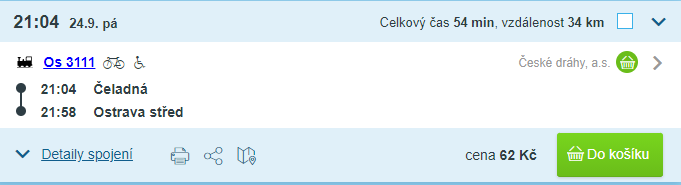 21:04 24.9. pá Celkový čas 54 min, vzdálenost 34 km
Os 3111 České dráhy, a.s.
21:04 Čeladná
21:58 Ostrava střed
Detaily spojení cena 62 Kč Do košíku